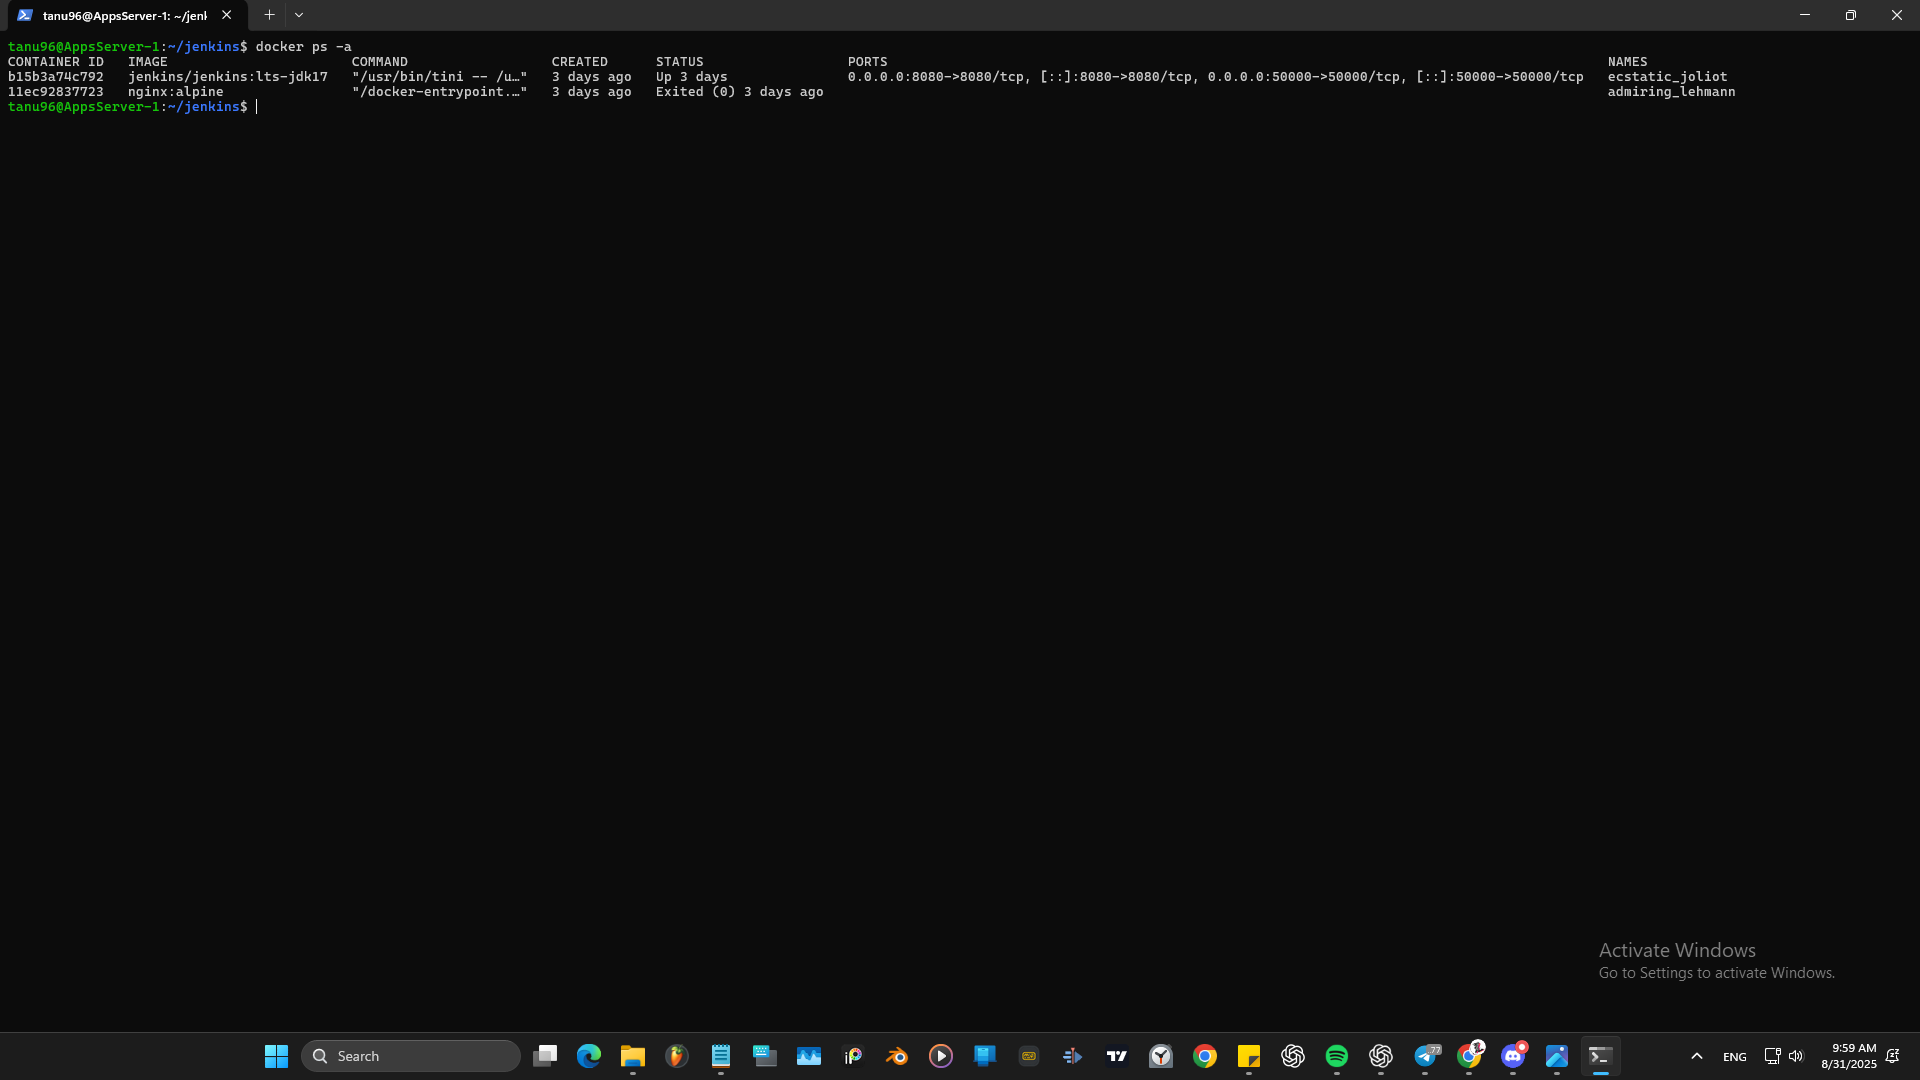 tanu96@AppsServer-1: ~/jenk
tanu96@AppsServer-1:~/jenkins$ docker ps -a
CONTAINER ID   IMAGE                       COMMAND                  CREATED      STATUS                  PORTS                                                                                          NAMES
b15b3a74c792   jenkins/jenkins:lts-jdk17   "/usr/bin/tini -- /u…"   3 days ago   Up 3 days               0.0.0.0:8080->8080/tcp, [::]:8080->8080/tcp, 0.0.0.0:50000->50000/tcp, [::]:50000->50000/tcp   ecstatic_joliot
11ec92837723   nginx:alpine                "/docker-entrypoint.…"   3 days ago   Exited (0) 3 days ago                                                                                                  admiring_lehmann
tanu96@AppsServer-1:~/jenkins$
Activate Windows
Go to Settings to activate Windows.
Search
77
ENG
9:59 AM
8/31/2025